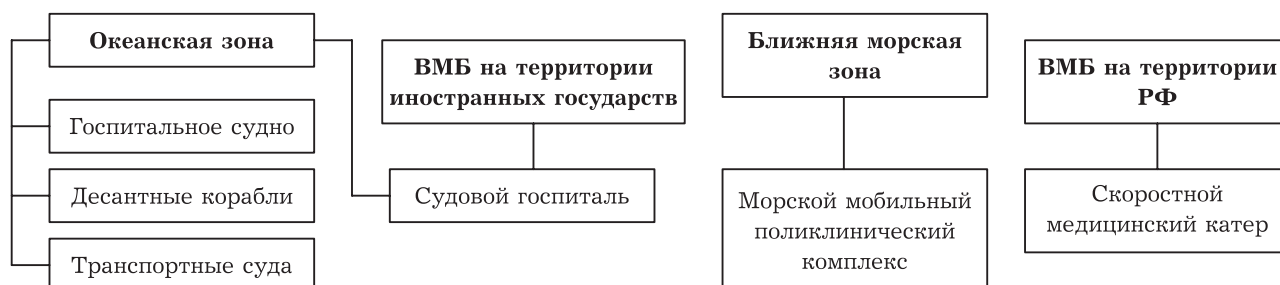 Океанская зона
Госпитальное судно
Десантные корабли
Транспортные суда
ВМБ на территории
иностранных государств
Судовой госпиталь
Ближняя морская
зона
Морской мобильный
поликлинический
комплекс
ВМБ на территории
РФ
Скоростной
медицинский катер